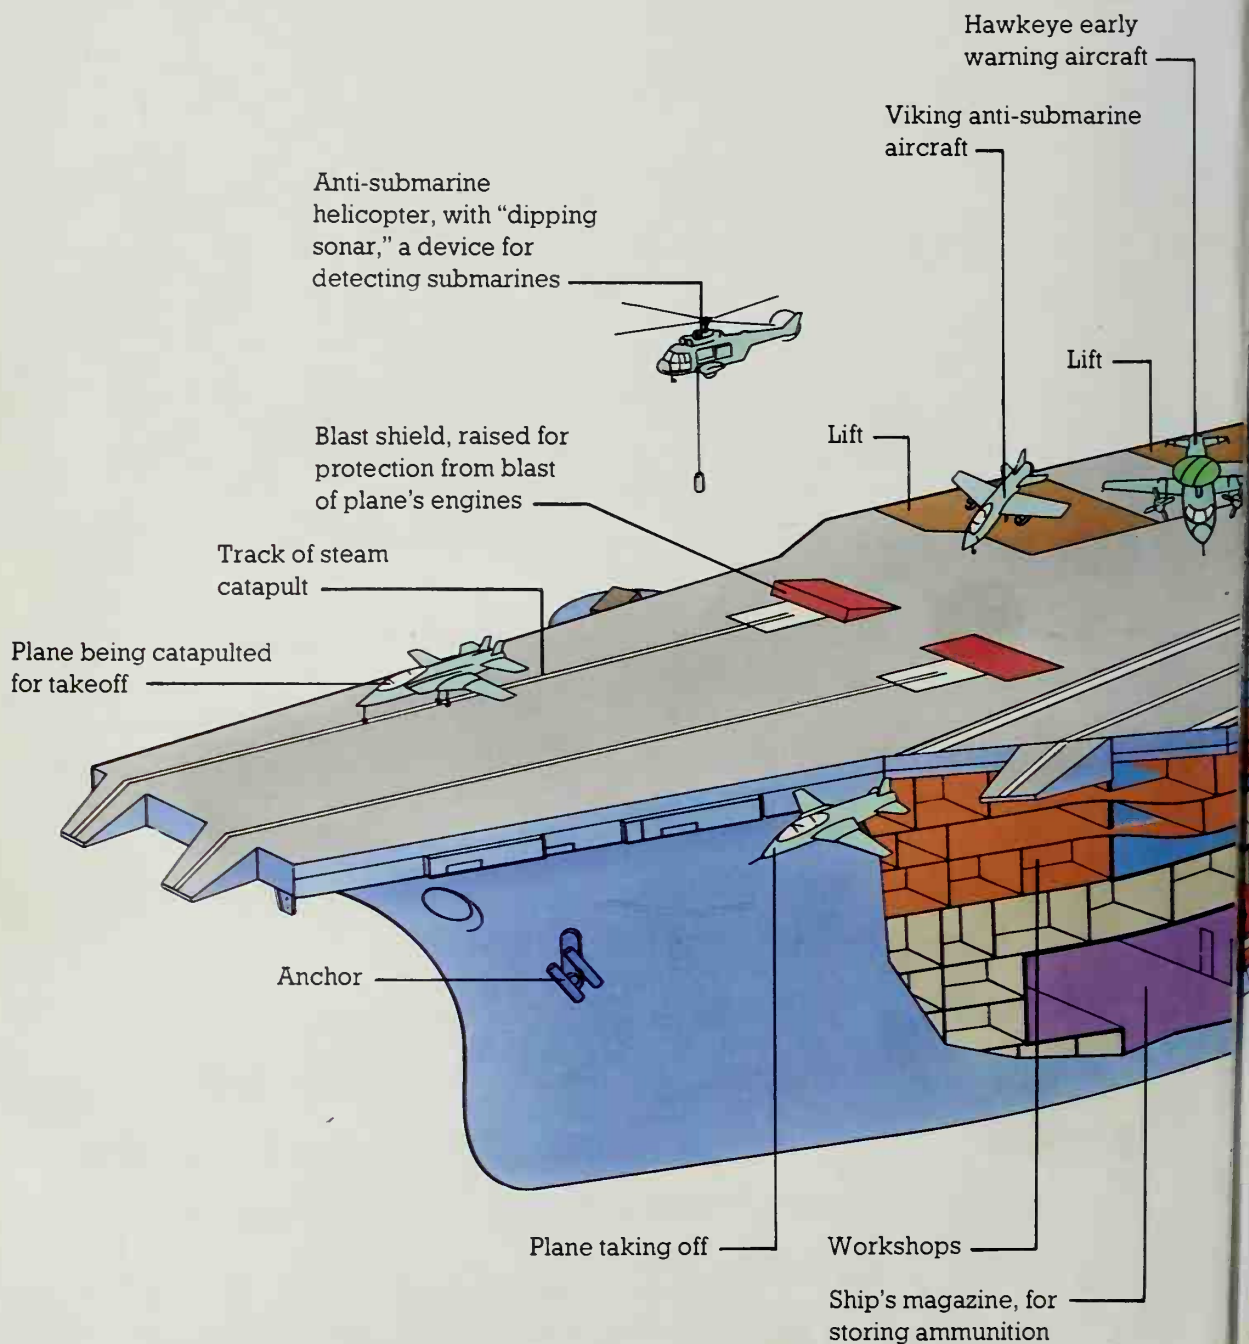 Hawkeye early
warning aircraft
Viking anti-submarine
aircraft
Anti-submarine
helicopter, with “dipping
sonar,” a device for
detecting submarines
Lift
Lift
Blast shield, raised for
protection from blast
of plane's engines
Track of steam
catapult
Plane being catapulted
for takeoff
Anchor
Plane taking off
Workshops
Ship's magazine, for
storing ammunition